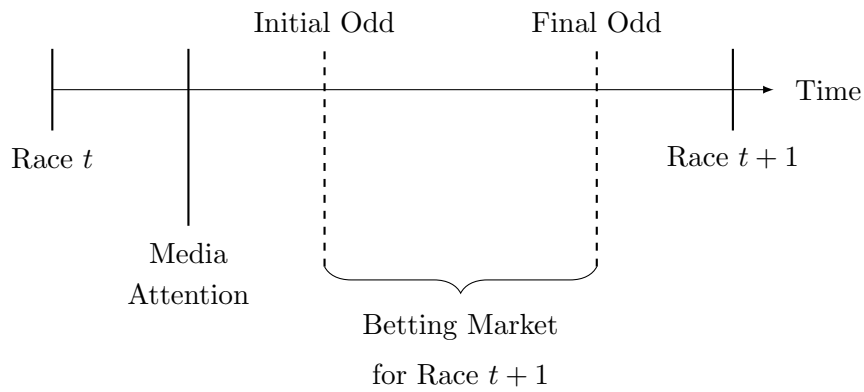 Initial Odd
Final Odd
Time
Race t
Race t + 1
Media
Attention
Betting Market
for Race t + 1